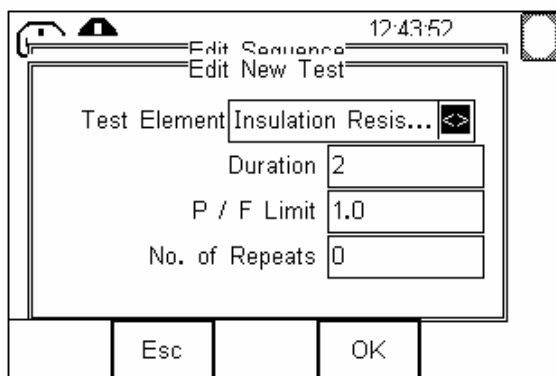 12:43:52
Edit Sequence
Edit New Test
Test Element Insulation Resis... <>
Duration 2
P / F Limit 1.0
No. of Repeats 0
Esc OK